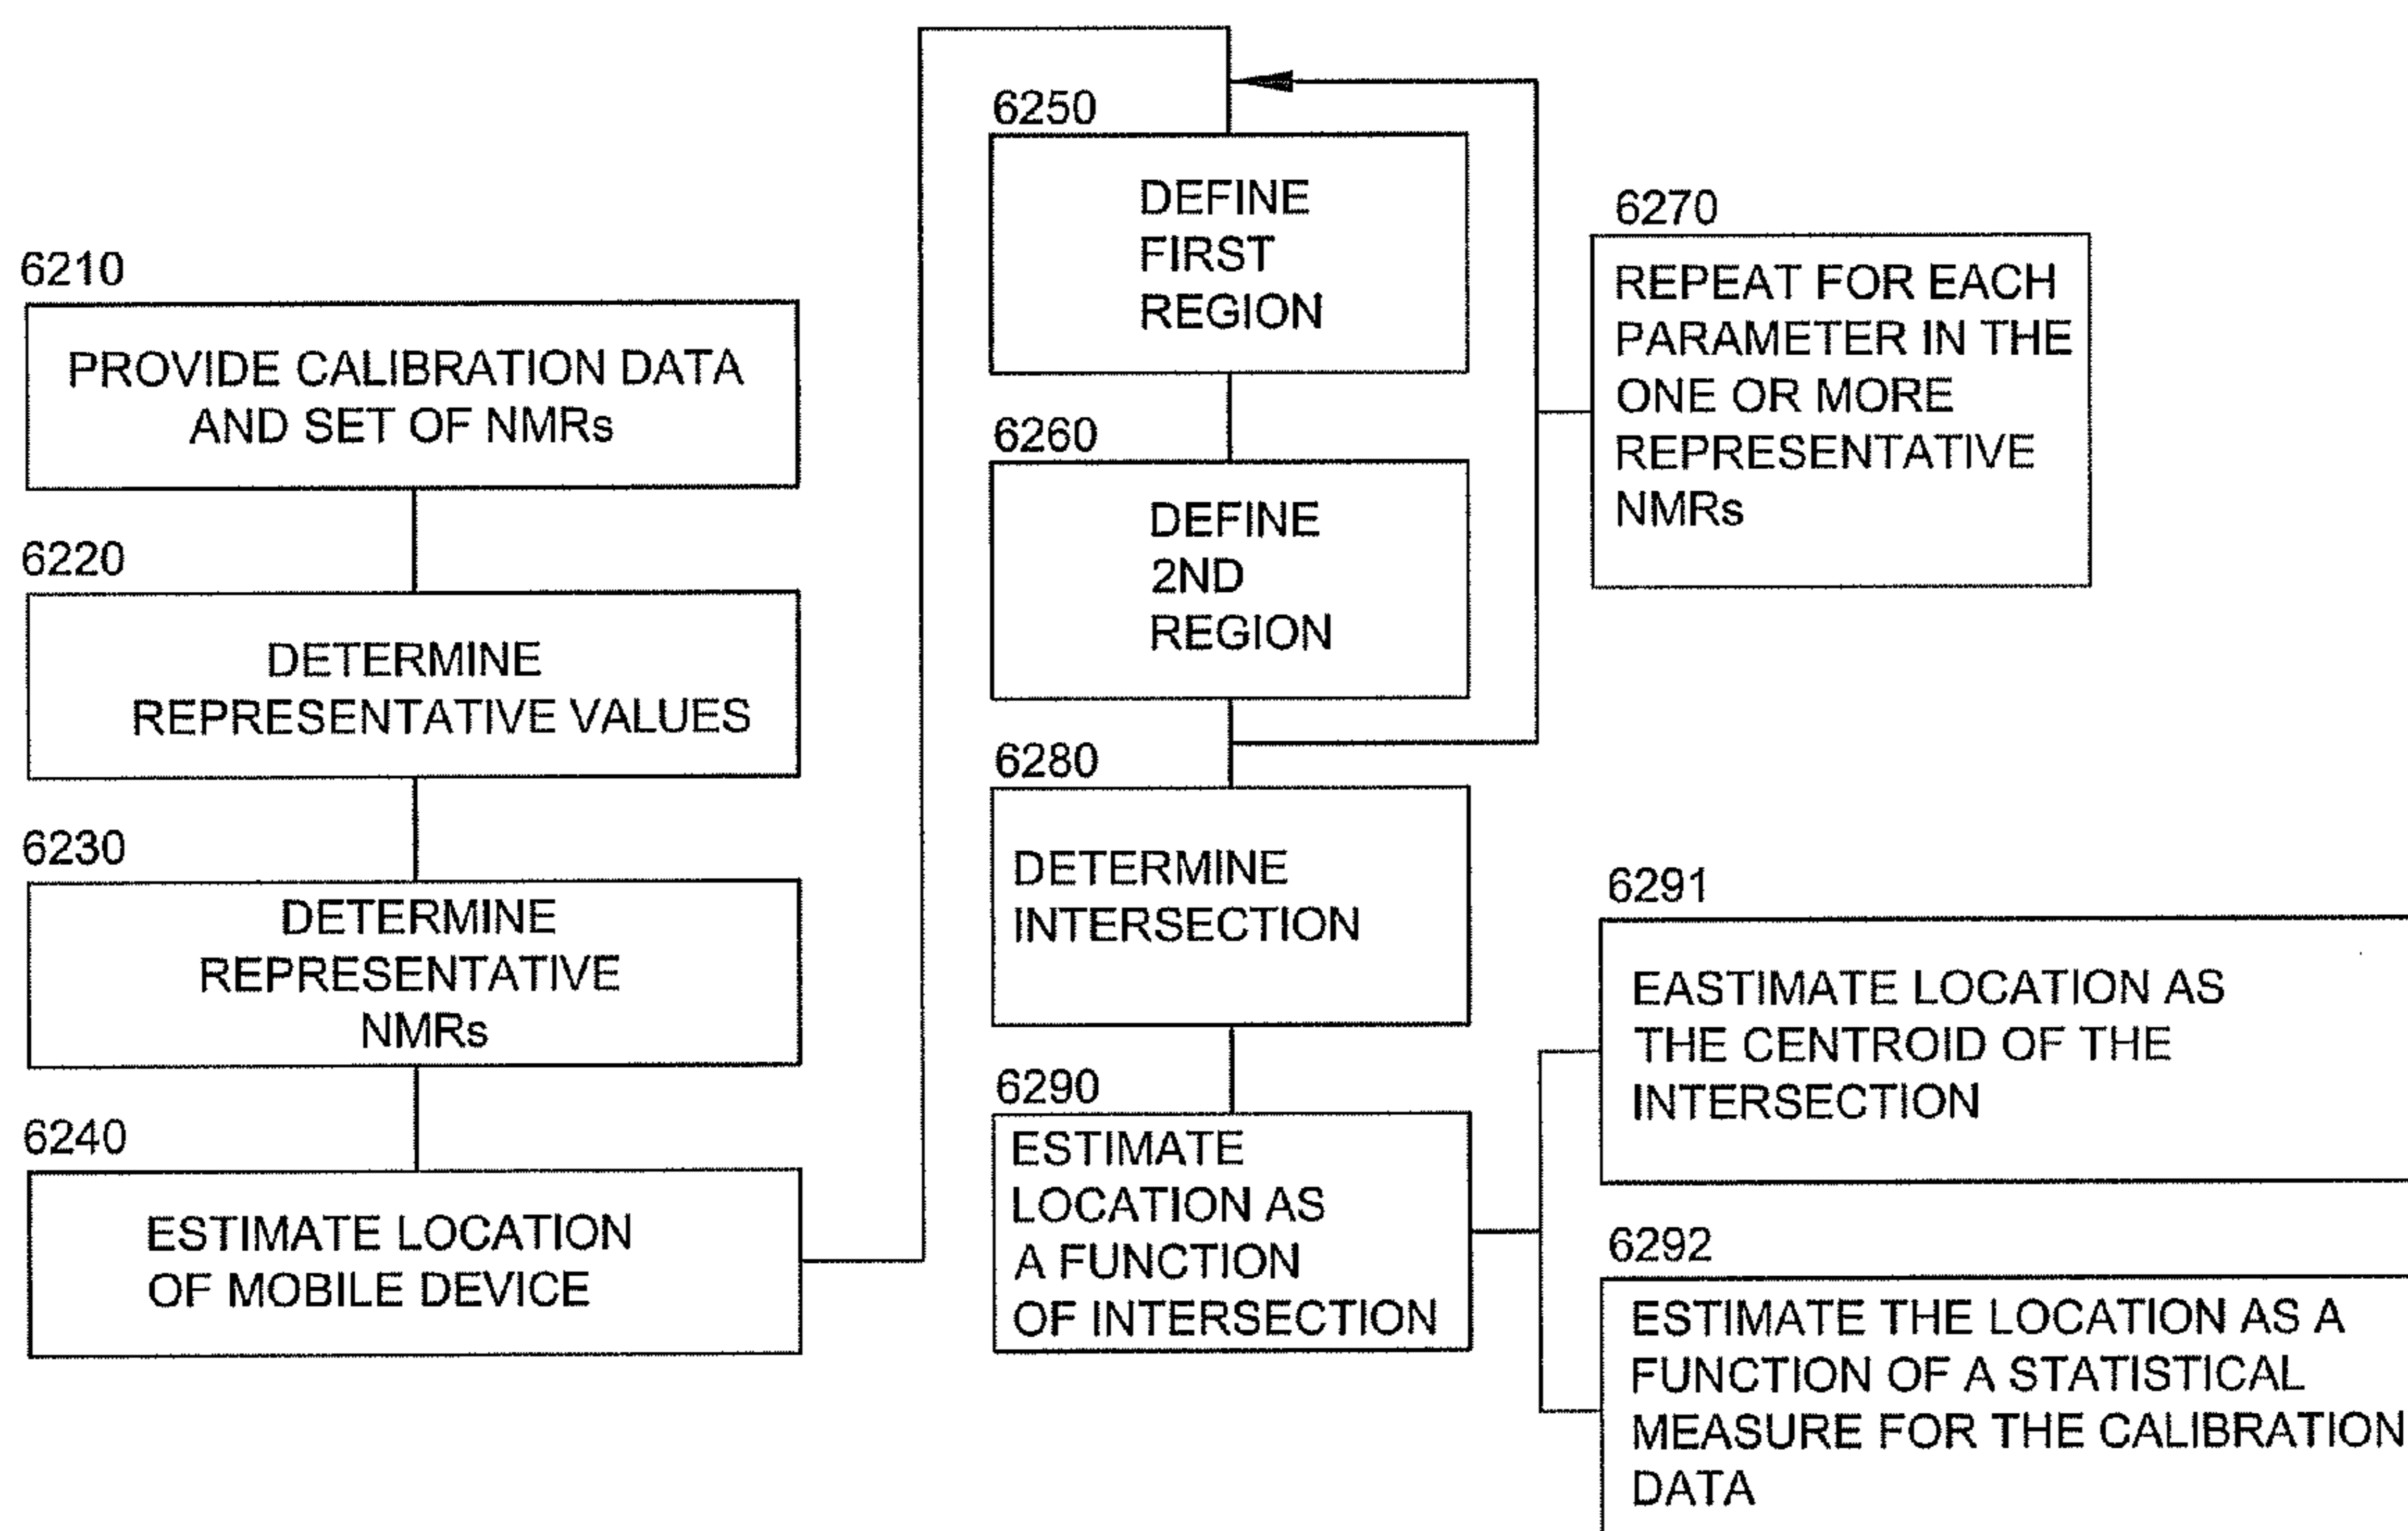 6210
PROVIDE CALIBRATION DATA
AND SET OF NMRs
6220
DETERMINE
REPRESENTATIVE VALUES
6230
DETERMINE
REPRESENTATIVE
NMRs
6240
ESTIMATE LOCATION
OF MOBILE DEVICE
6250
DEFINE
FIRST
REGION
6260
DEFINE
2ND
REGION
6270
REPEAT FOR EACH
PARAMETER IN THE
ONE OR MORE
REPRESENTATIVE
NMRs
6280
DETERMINE
INTERSECTION
6290
ESTIMATE
LOCATION AS
A FUNCTION
OF INTERSECTION
6291
EASTIMATE LOCATION AS
THE CENTROID OF THE
INTERSECTION
6292
ESTIMATE THE LOCATION AS A
FUNCTION OF A STATISTICAL
MEASURE FOR THE CALIBRATION
DATA